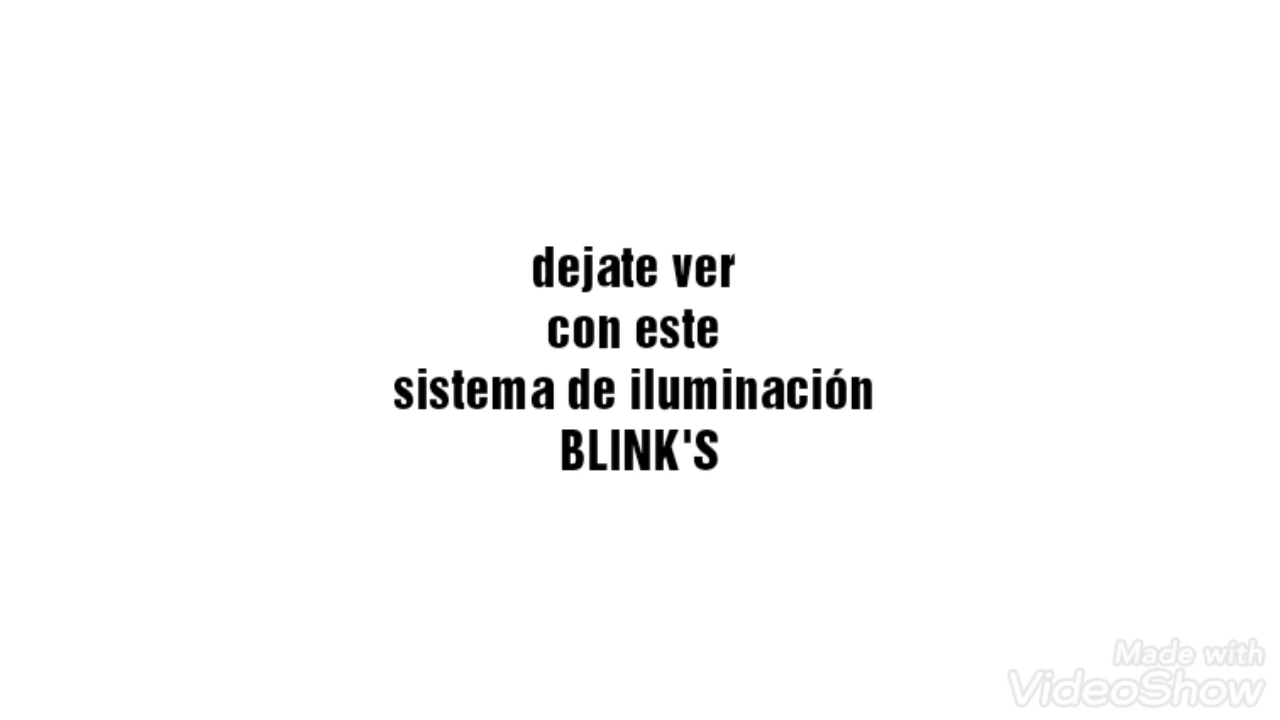 dejate ver
con este
sistema de iluminación
BLINK'S
Made with
VideoShow